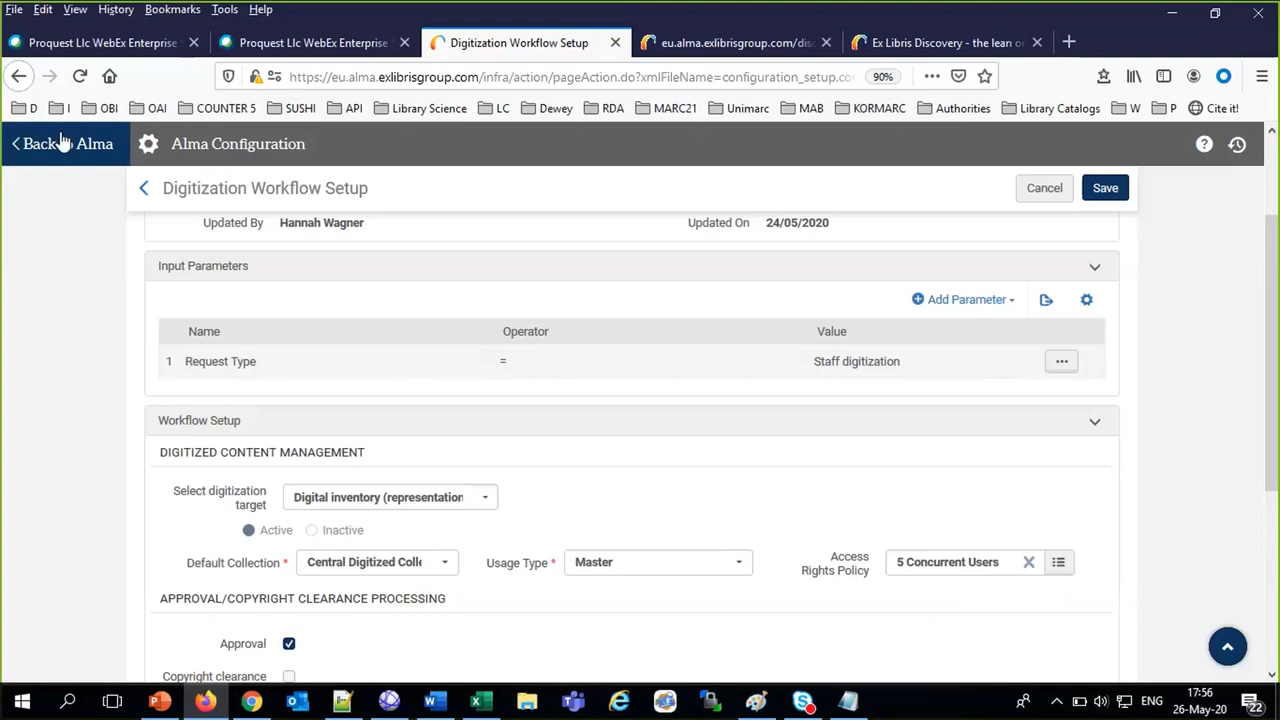 File Edit View History Bookmarks Tools Help
Proquest Llc WebEx Enterprise Proquest Llc WebEx Enterprise Digitization Workflow Setup eu.alma.exlibrisgroup.com/dis Ex Libris Discovery - the lean or
https://eu.alma.exlibrisgroup.com/infra/action/pageAction.do?xmlFileName=configuration_setup.co 90%
D I OBI OAI COUNTER 5 SUSHI API Library Science LC Dewey RDA MARC21 Unimarc MAB KORMARC Authorities Library Catalogs W P Cite it!
Back to Alma Alma Configuration
Digitization Workflow Setup Cancel Save
Updated By Hannah Wagner Updated On 24/05/2020
Input Parameters
Add Parameter
Name Operator Value
1 Request Type = Staff digitization
Workflow Setup
DIGITIZED CONTENT MANAGEMENT
Select digitization target Digital inventory (representation
Active Inactive
Default Collection * Central Digitized Colle Usage Type * Master Access Rights Policy 5 Concurrent Users
APPROVAL/COPYRIGHT CLEARANCE PROCESSING
Approval
Copyright clearance
ENG 17:56
26-May-20 22